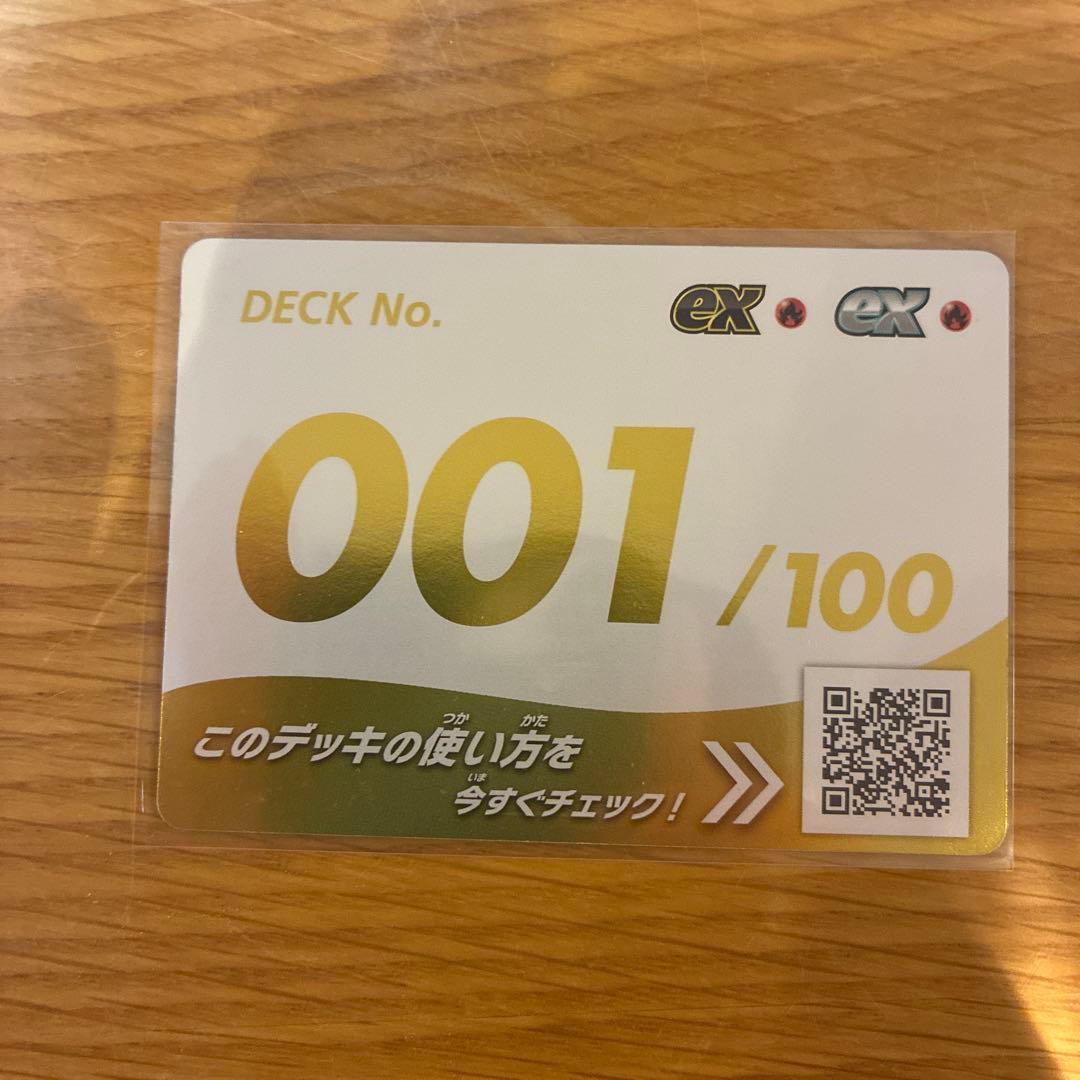 DECK No.
ex ex
001/100
このデッキの使い方を
つか かた
今すぐチェック!
いま